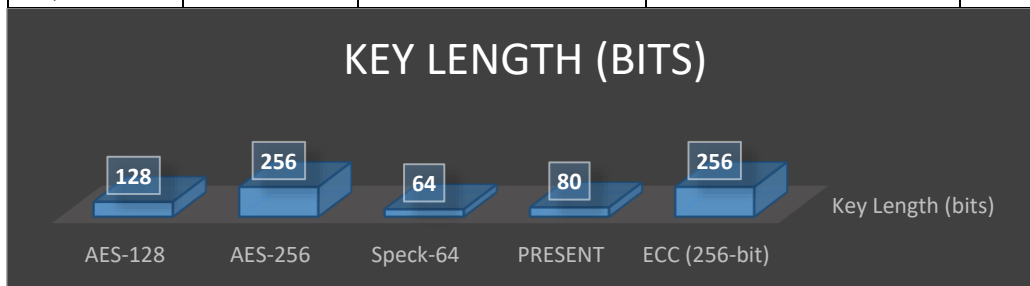 KEY LENGTH (BITS)
128
256
64
80
256
Key Length (bits)
AES-128
AES-256
Speck-64
PRESENT
ECC (256-bit)